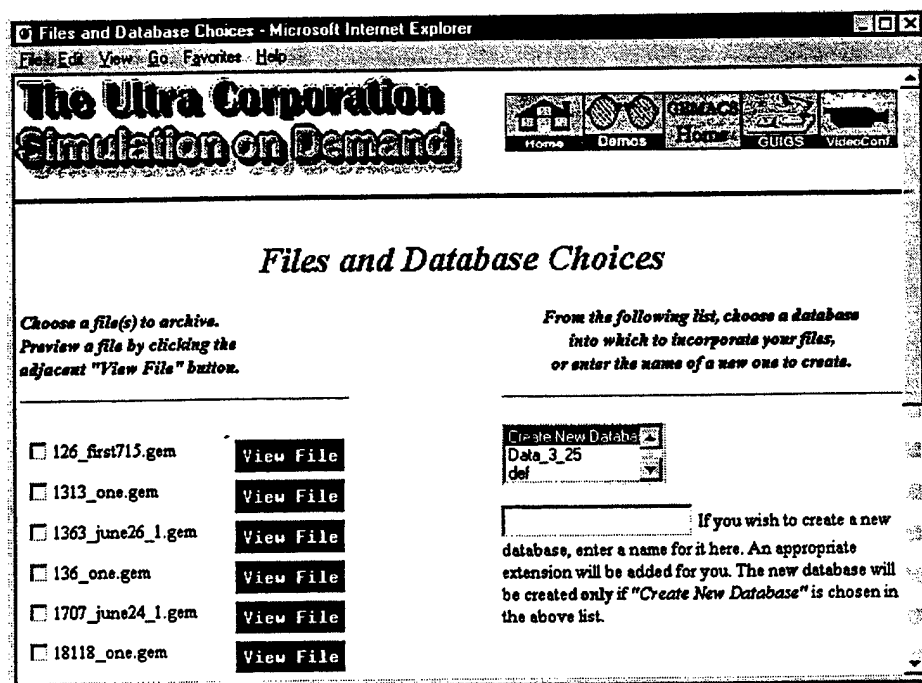 Files and Database Choices - Microsoft Internet Explorer
File Edit View Go Favorites Help
The Ultra Corporation
Simulation on Demand
Home
Demos
GEMACS
Home
GUIGS
VideoConf.
Files and Database Choices
Choose a file(s) to archive.
Preview a file by clicking the
adjacent "View File" button.
From the following list, choose a database
into which to incorporate your files,
or enter the name of a new one to create.
126_first715.gem View File
1313_one.gem View File
1363_june26_1.gem View File
136_one.gem View File
1707_june24_1.gem View File
18118_one.gem View File
Create New Databa
Data_3_25
def
If you wish to create a new
database, enter a name for it here. An appropriate
extension will be added for you. The new database will
be created only if "Create New Database" is chosen in
the above list.